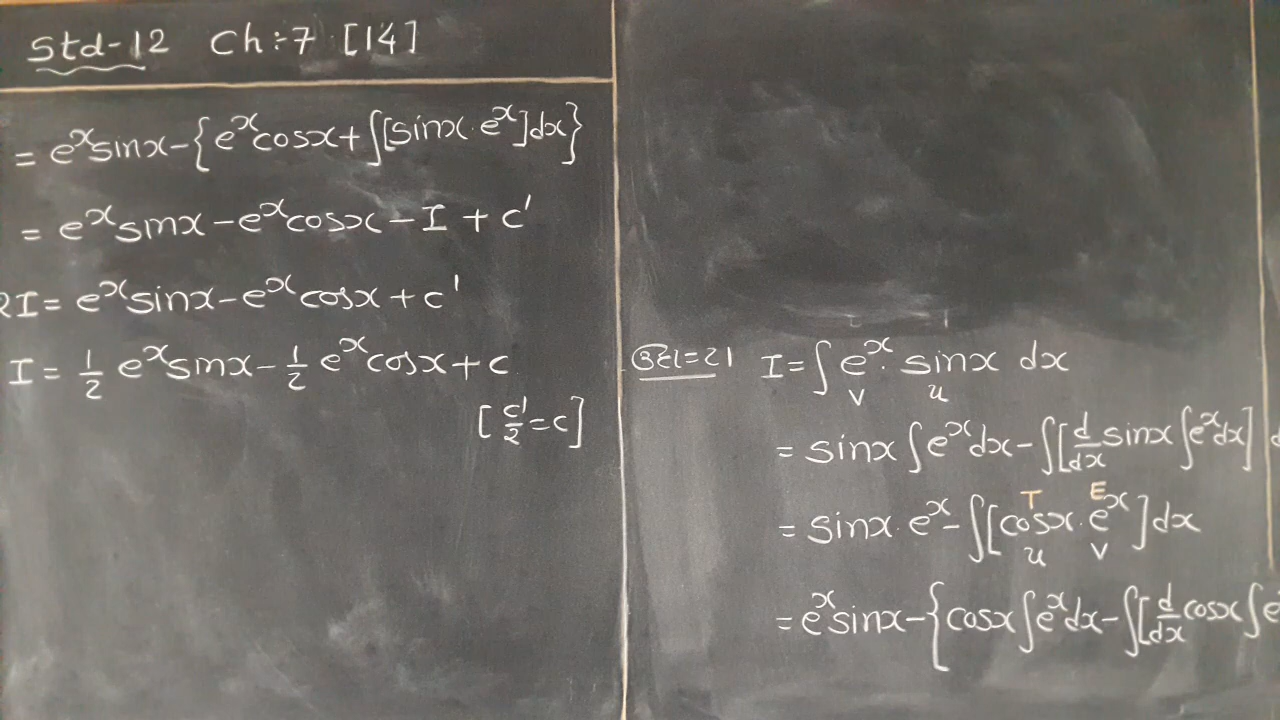 Std-12 Ch:-7 [14]
= e^x sinx - {e^x cosx + ∫[sinx · e^x]dx}
= e^x sinx - e^x cosx - I + c'
2I = e^x sinx - e^x cosx + c'
I = 1/2 e^x sinx - 1/2 e^x cosx + c
[c'/2 = c]
I = ∫ e^x · sinx dx
v u
= sinx ∫ e^x dx - ∫[d/dx sinx ∫e^x dx] d
T E
= sinx · e^x - ∫[cosx · e^x]dx
u v
= e^x sinx - {cosx ∫e^x dx - ∫[d/dx cosx ∫e